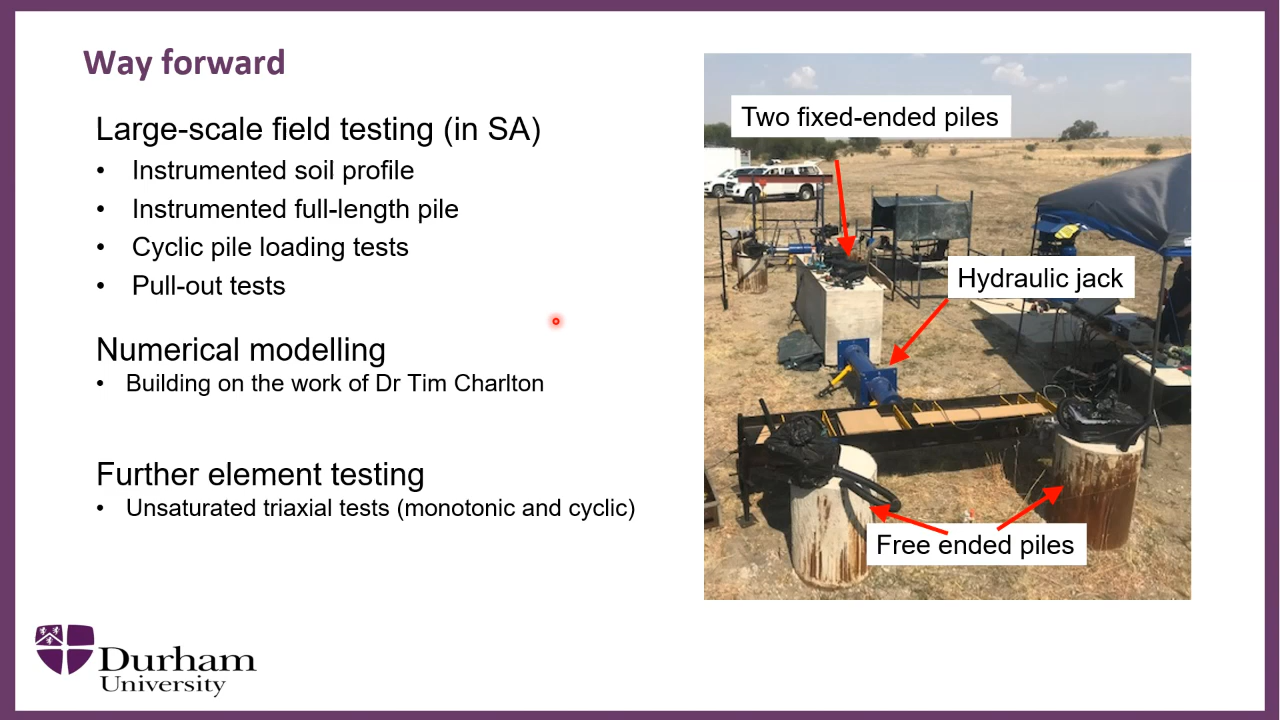 Way forward
Large-scale field testing (in SA)
• Instrumented soil profile
• Instrumented full-length pile
• Cyclic pile loading tests
• Pull-out tests
Numerical modelling
• Building on the work of Dr Tim Charlton
Further element testing
• Unsaturated triaxial tests (monotonic and cyclic)
Two fixed-ended piles
Hydraulic jack
Free ended piles
Durham
University